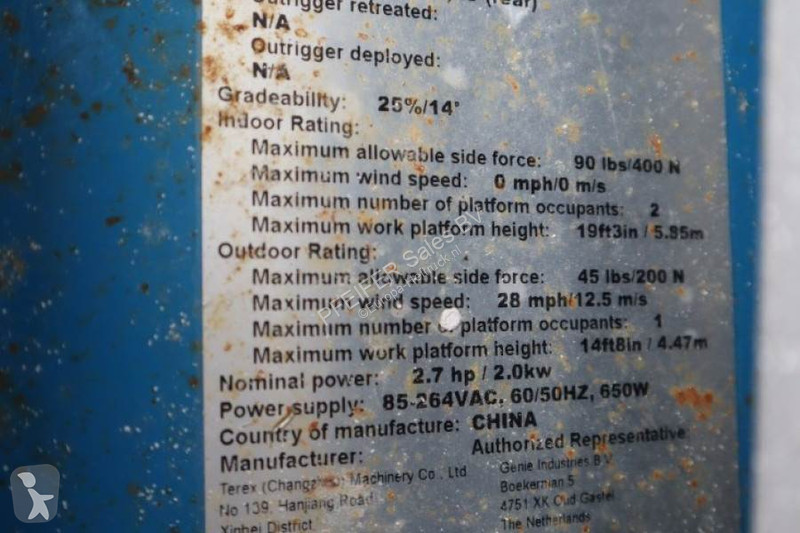 Outrigger retreated:
N/A
Outrigger deployed:
N/A
Gradeability: 25%/14°
Indoor Rating:
Maximum allowable side force: 90 lbs/400 N
Maximum wind speed: 0 mph/0 m/s
Maximum number of platform occupants: 2
Maximum work platform height: 19ft3in / 5.85m
Outdoor Rating:
Maximum allowable side force: 45 lbs/200 N
Maximum wind speed: 28 mph/12.5 m/s
Maximum number of platform occupants: 1
Maximum work platform height: 14ft8in / 4.47m
Nominal power: 2.7 hp / 2.0kw
Power supply: 85-264VAC, 60/50HZ, 650W
Country of manufacture: CHINA
Manufacturer:
Terex (Changzhou) Machinery Co., Ltd
No 139, Hanjiang Road
Xinbei District
Authorized Representative:
Genie Industries B.V
Boekerman 5
4751 XK Oud Gastel
The Netherlands
PFEIFER Sales BV